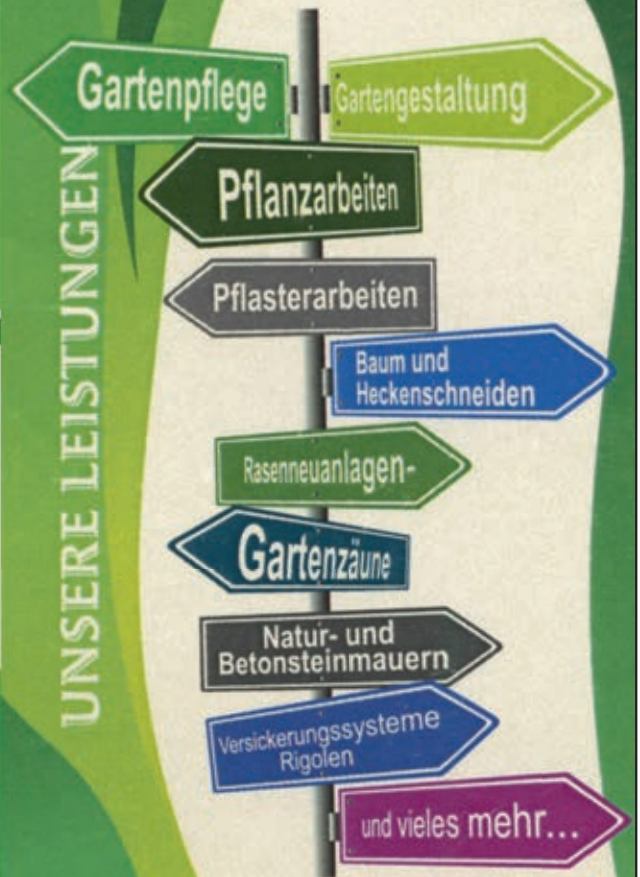 UNSERE LEISTUNGEN
Gartenpflege
Gartengestaltung
Pflanzarbeiten
Pflasterarbeiten
Baum und
Heckenschneiden
Rasenneuanlagen-
Gartenzäune
Natur- und
Betonsteinmauern
Versickerungssysteme
Rigolen
und vieles mehr...